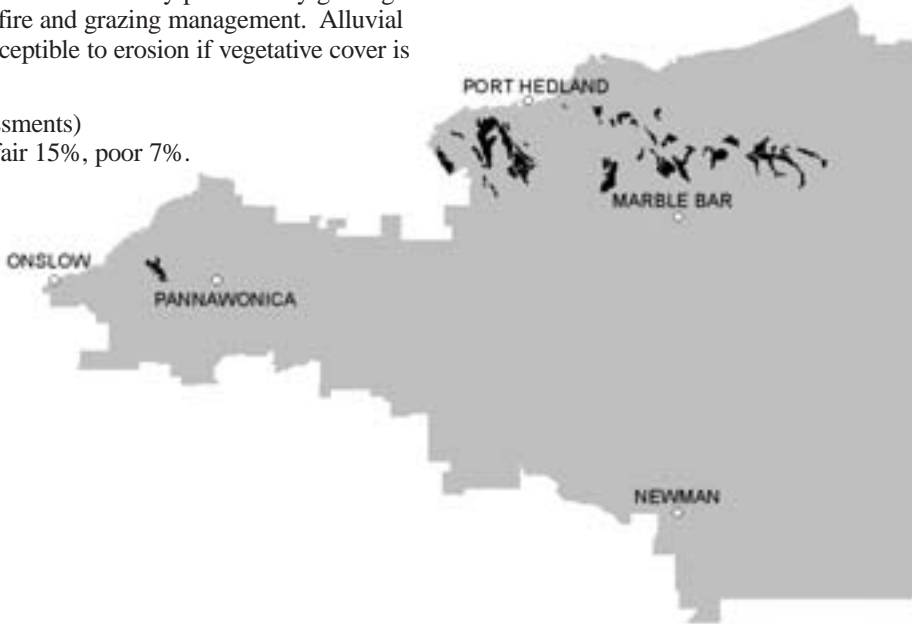 fire and grazing management. Alluvial
ceptible to erosion if vegetative cover is
ssments)
fair 15%, poor 7%.
PORT HEDLAND
MARBLE BAR
ONSLOW
PANNAWONICA
NEWMAN